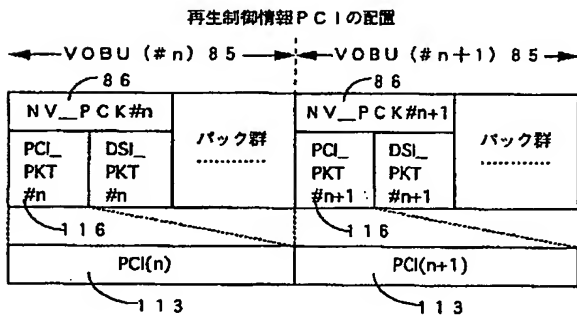 再生制御情報PCIの配置
VOBU(#n)85 VOBU(#n+1)85
86 86
NV__PCK#n NV__PCK#n+1
PCI_ DSI_ パック群 PCI_ DSI_ パック群
PKT PKT ………… PKT PKT …………
#n #n #n+1 #n+1
116 116
PCI(n) PCI(n+1)
113 113